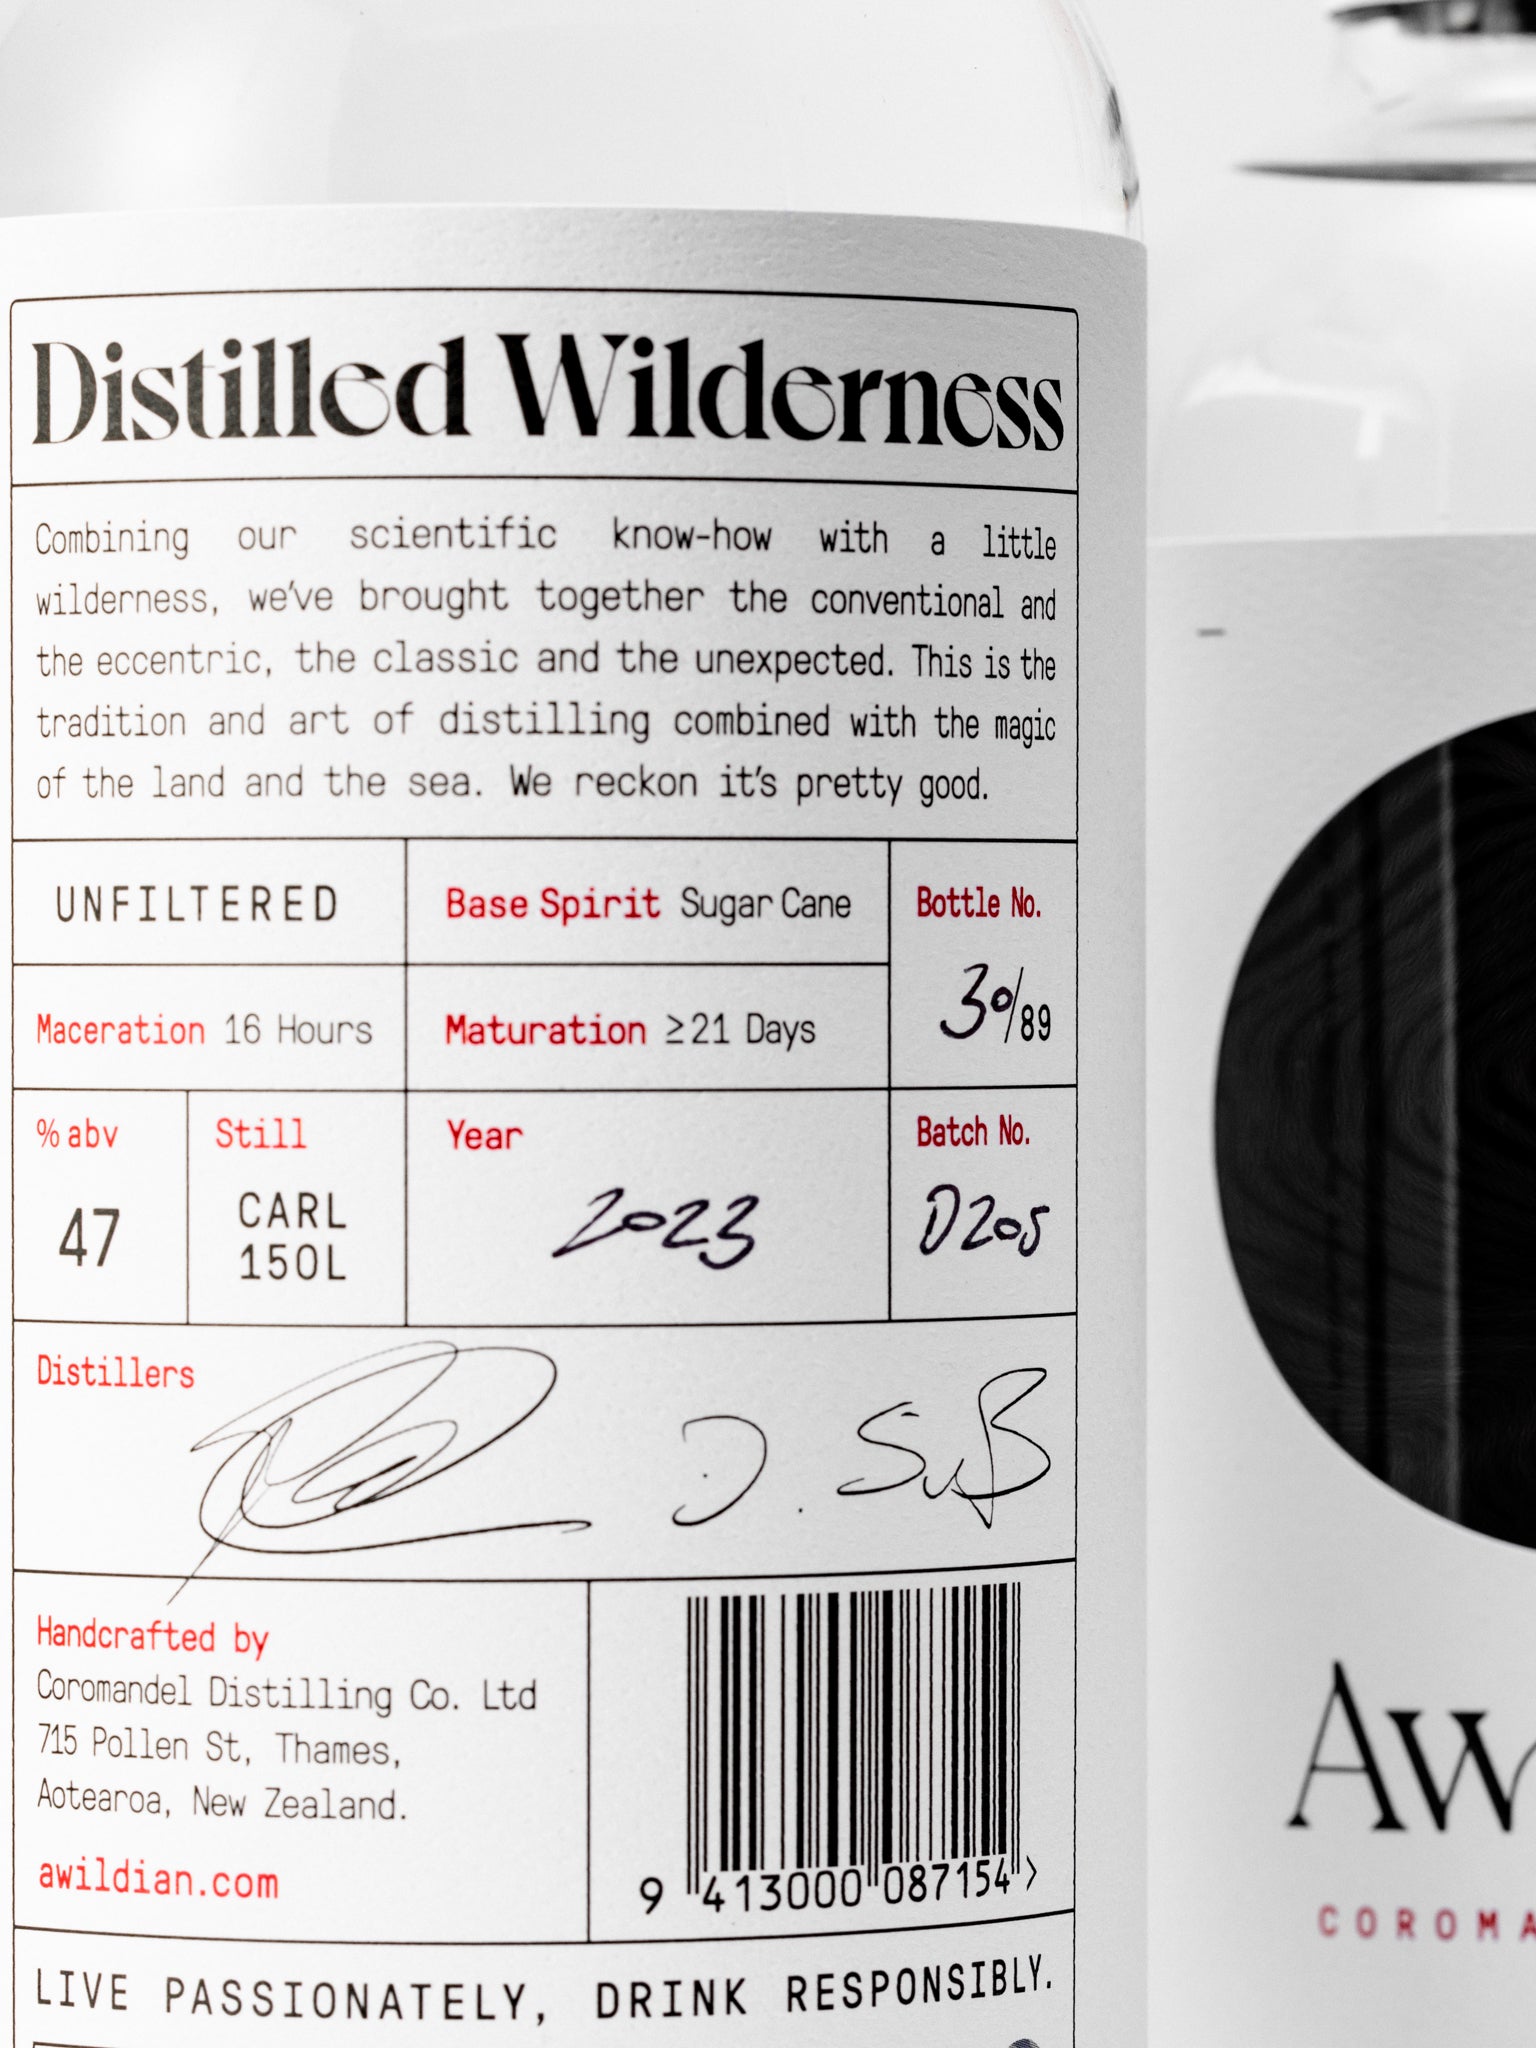 Distilled Wilderness
Combining our scientific know-how with a little
wilderness, we've brought together the conventional and
the eccentric, the classic and the unexpected. This is the
tradition and art of distilling combined with the magic
of the land and the sea. We reckon it's pretty good.
UNFILTERED
Base Spirit Sugar Cane
Bottle No.
30/89
Maceration 16 Hours
Maturation ≥21 Days
% abv
47
Still
CARL
150L
Year
2023
Batch No.
D205
Distillers
Handcrafted by
Coromandel Distilling Co. Ltd
715 Pollen St, Thames,
Aotearoa, New Zealand.
awildian.com
9 413000 087154 >
LIVE PASSIONATELY, DRINK RESPONSIBLY.
Aw
COROMA